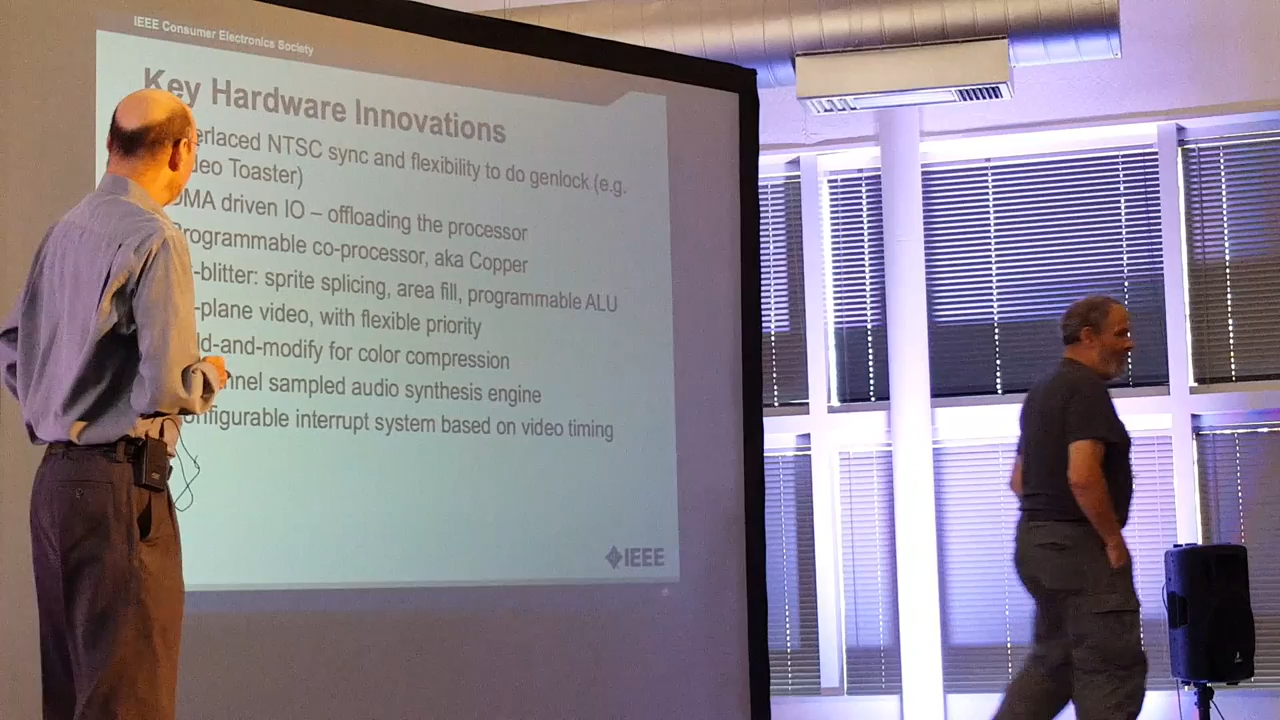 IEEE Consumer Electronics Society
Key Hardware Innovations
erlaced NTSC sync and flexibility to do genlock (e.g.
deo Toaster)
DMA driven IO – offloading the processor
rogrammable co-processor, aka Copper
-blitter: sprite splicing, area fill, programmable ALU
-plane video, with flexible priority
ld-and-modify for color compression
nnel sampled audio synthesis engine
onfigurable interrupt system based on video timing
IEEE